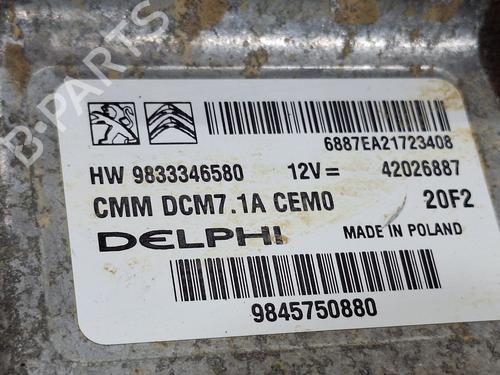 B-PARTS
6887EA21723408
HW 9833346580 12V= 42026887
CMM DCM7.1A CEM0 20F2
DELPHI MADE IN POLAND
9845750880